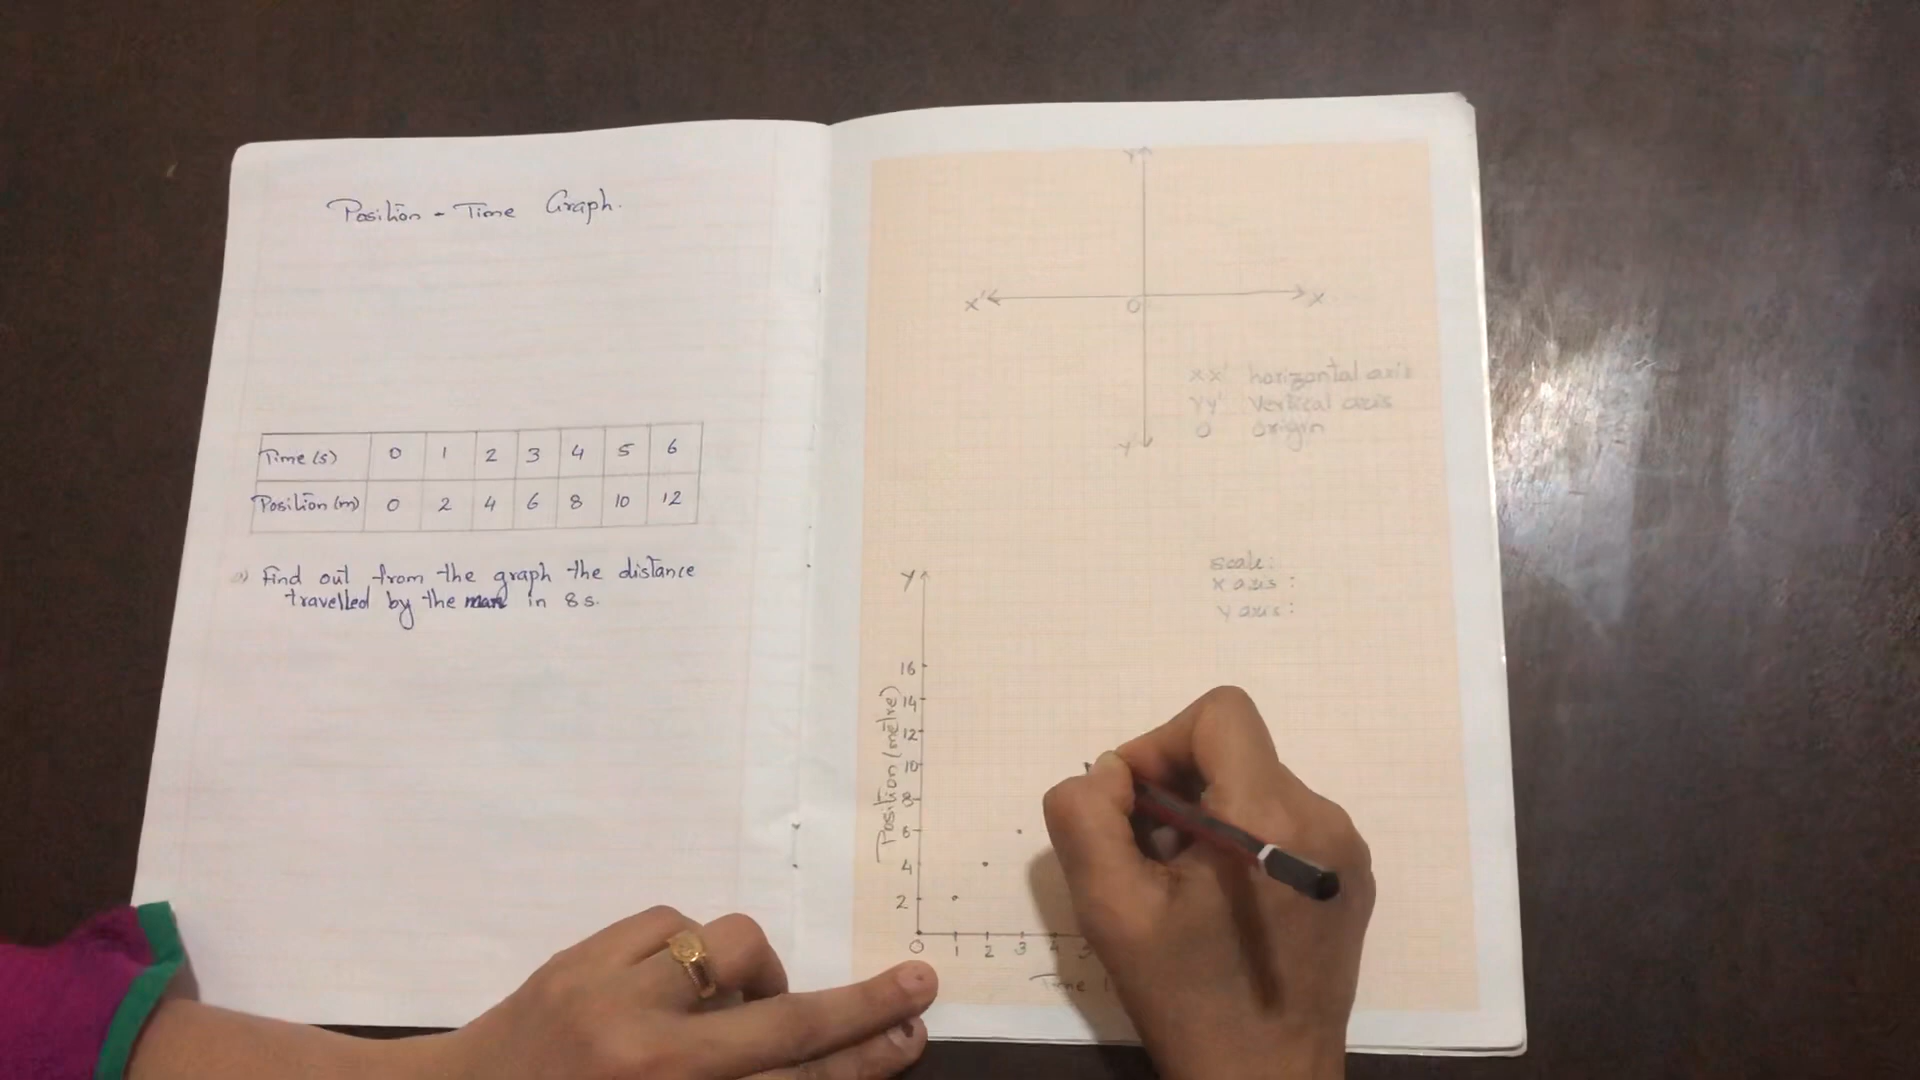 Position - Time Graph.
Time (s) 0 1 2 3 4 5 6
Position (m) 0 2 4 6 8 10 12
a) Find out from the graph the distance
travelled by the man in 8 s.
Y
X' O X
XX' horizontal axis
YY' Vertical axis
O origin
Y'
scale:
X axis:
Y axis:
Y
16
14
12
10
8
6
4
2
Position (metre)
O 1 2 3 4 5
Time